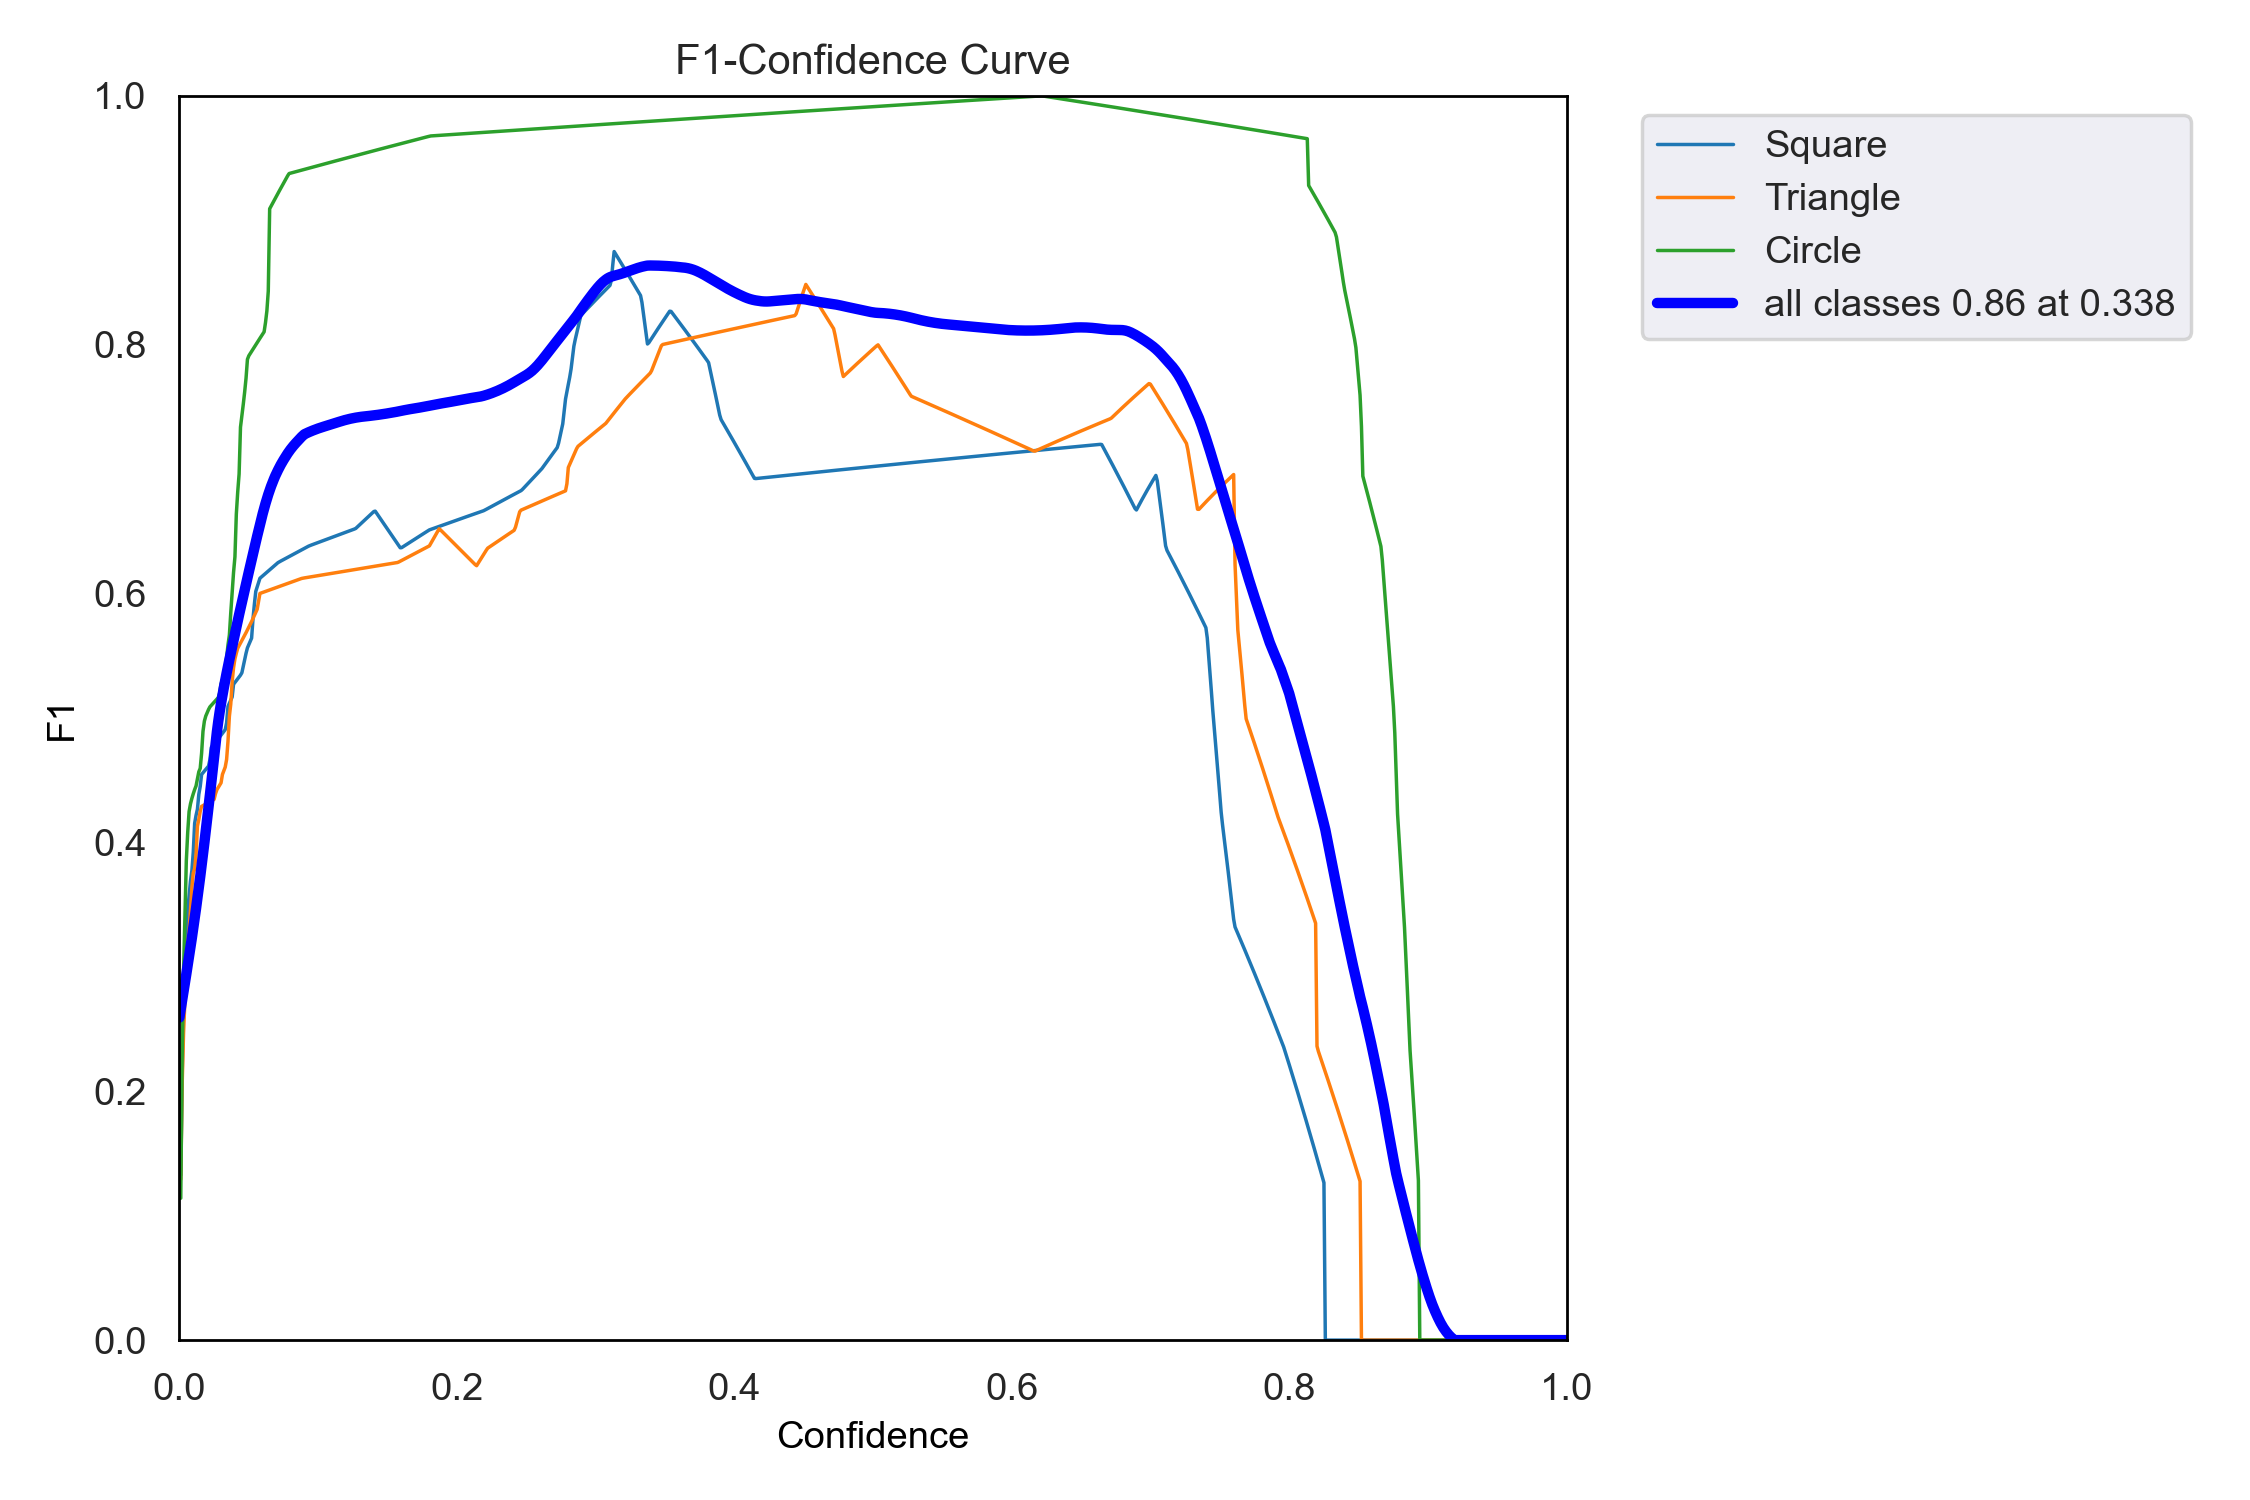 F1-Confidence Curve
1.0
0.8
0.6
0.4
0.2
0.0
F1
0.0 0.2 0.4 0.6 0.8 1.0
Confidence
Square
Triangle
Circle
all classes 0.86 at 0.338